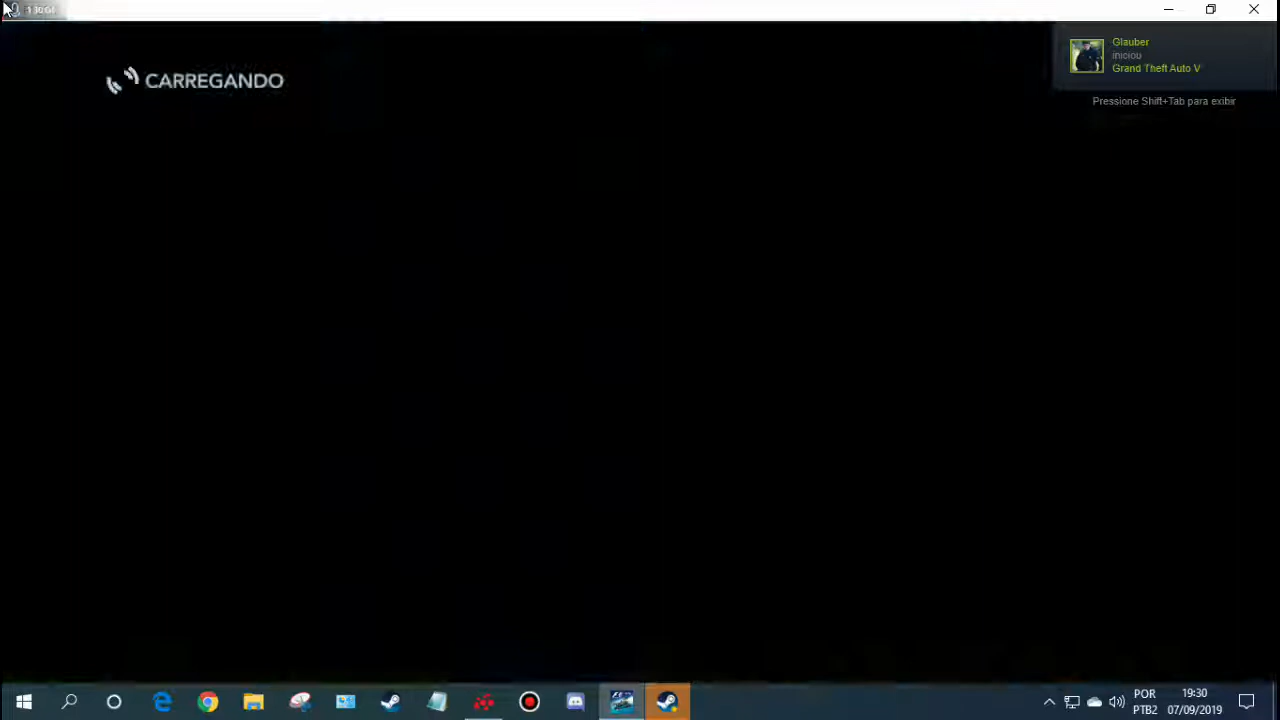 CARREGANDO
Glauber
iniciou
Grand Theft Auto V
Pressione Shift+Tab para exibir
POR
PTB2
19:30
07/09/2019